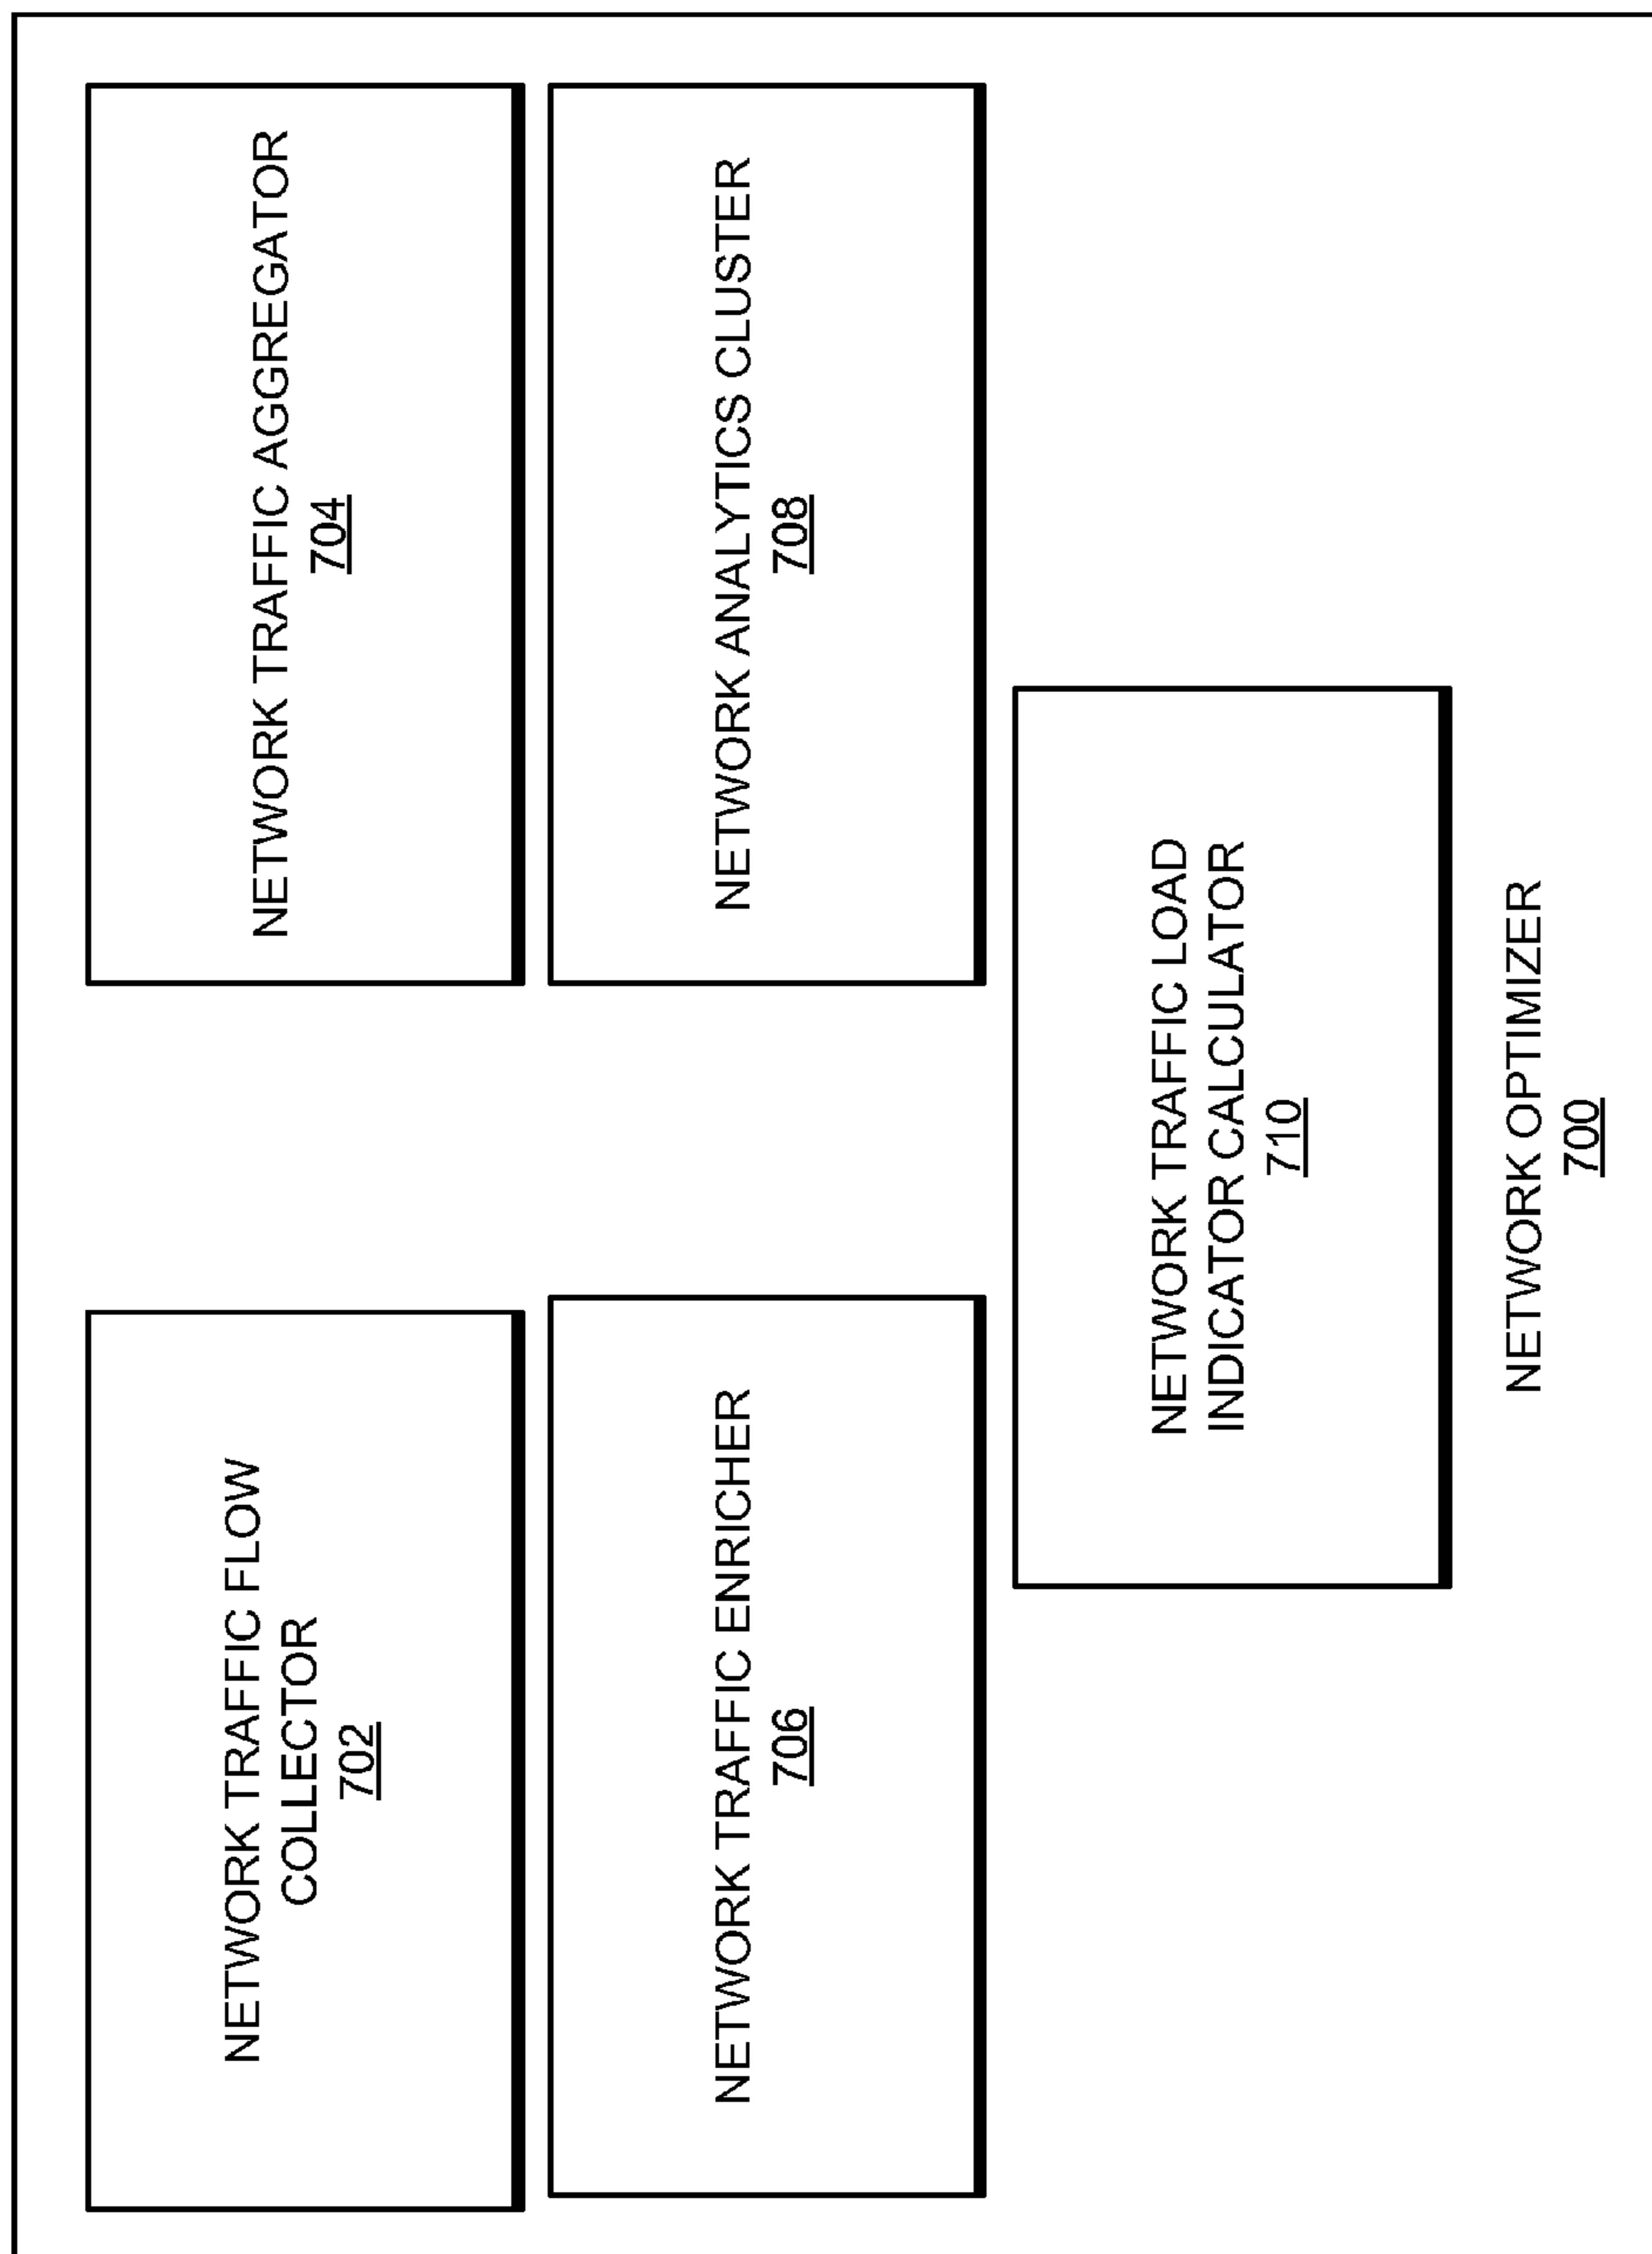 NETWORK TRAFFIC FLOW
COLLECTOR
702
NETWORK TRAFFIC AGGREGATOR
704
NETWORK TRAFFIC ENRICHER
706
NETWORK ANALYTICS CLUSTER
708
NETWORK TRAFFIC LOAD
INDICATOR CALCULATOR
710
NETWORK OPTIMIZER
700